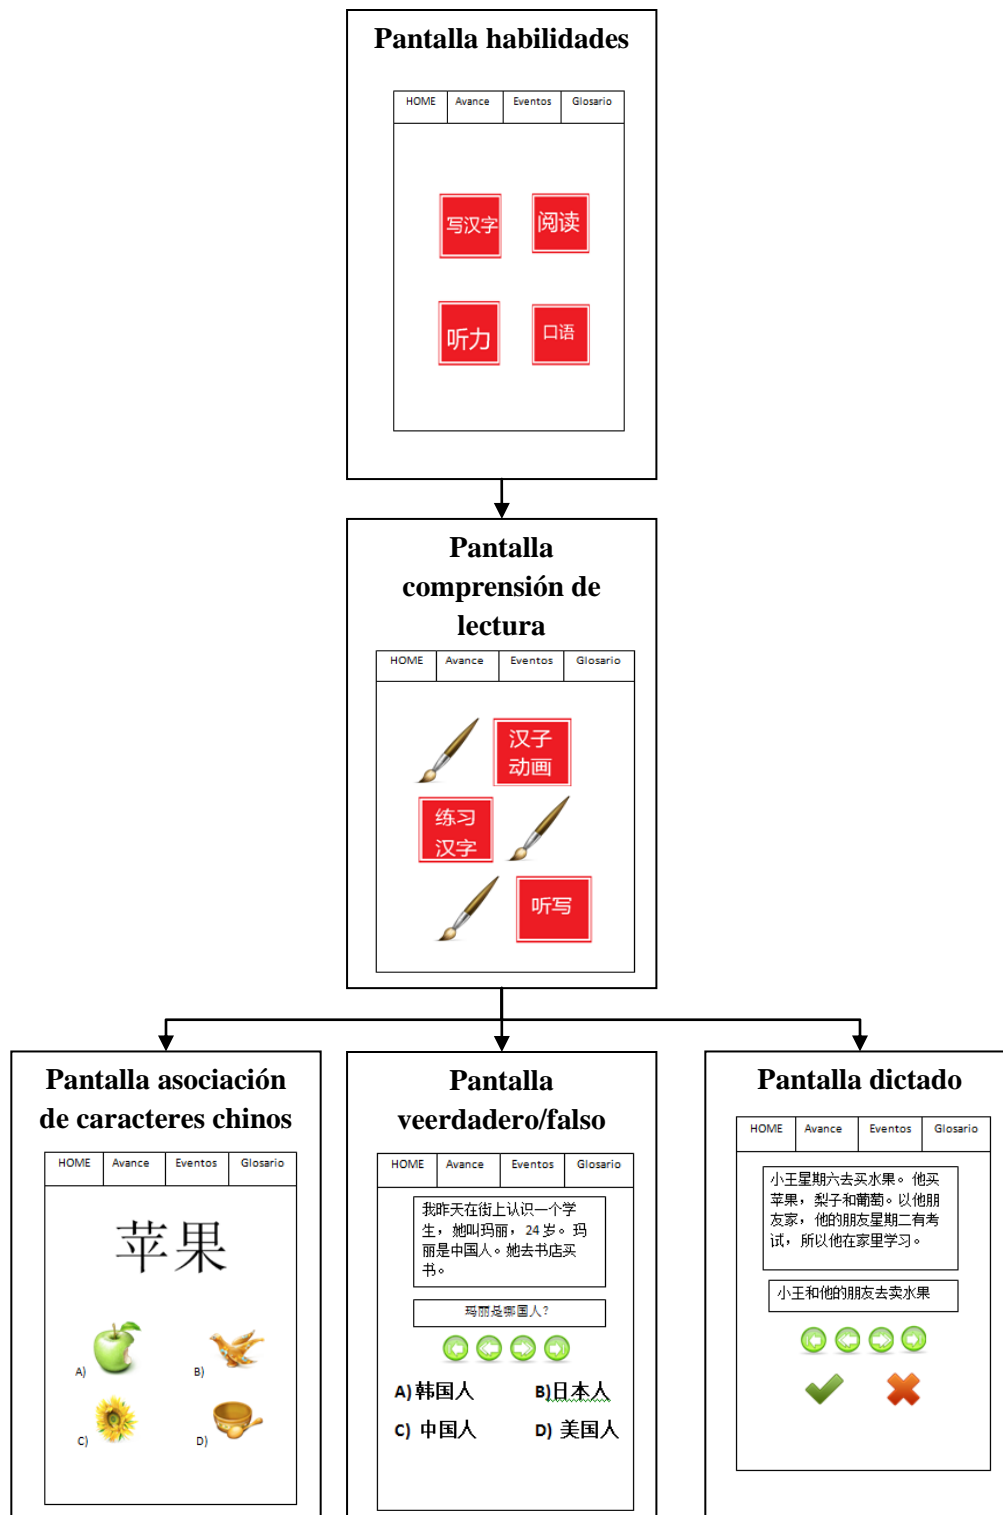 Pantalla habilidades
HOME Avance Eventos Glosario
写汉字 阅读
听力 口语
Pantalla
comprensión de
lectura
HOME Avance Eventos Glosario
汉子
动画
练习
汉字
听写
Pantalla asociación
de caracteres chinos
HOME Avance Eventos Glosario
苹果
A) B)
C) D)
Pantalla
veerdadero/falso
HOME Avance Eventos Glosario
我昨天在街上认识一个学
生，她叫玛丽，24 岁。玛
丽是中国人。她去书店买
书。
玛丽是哪国人？
A) 韩国人 B)日本人
C) 中国人 D) 美国人
Pantalla dictado
HOME Avance Eventos Glosario
小王星期六去买水果。他买
苹果，梨子和葡萄。以他朋
友家，他的朋友星期二有考
试，所以他在家里学习。
小王和他的朋友去卖水果